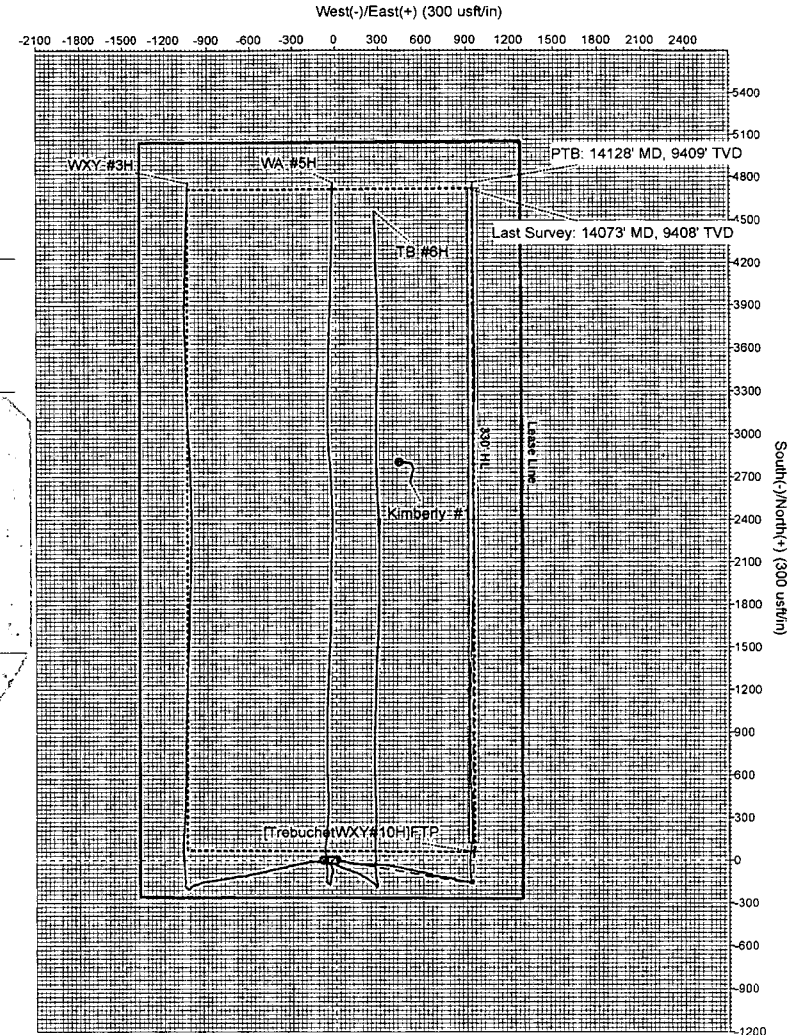 West(-)/East(+) (300 usft/in)
-2100 -1800 -1500 -1200 -900 -600 -300 0 300 600 900 1200 1500 1800 2100 2400
5400
5100
PTB: 14128' MD, 9409' TVD
WXY #3H
WA #5H
4800
4500
Last Survey: 14073' MD, 9408' TVD
TB #6H
4200
3900
3600
3300
330' HL
Lease Line
3000
South(-)/North(+) (300 usft/in)
2700
Kimberly #1
2400
2100
1800
1500
1200
900
600
300
[TrebuchetWXY#10H]FTP
0
-300
-600
-900
-1200